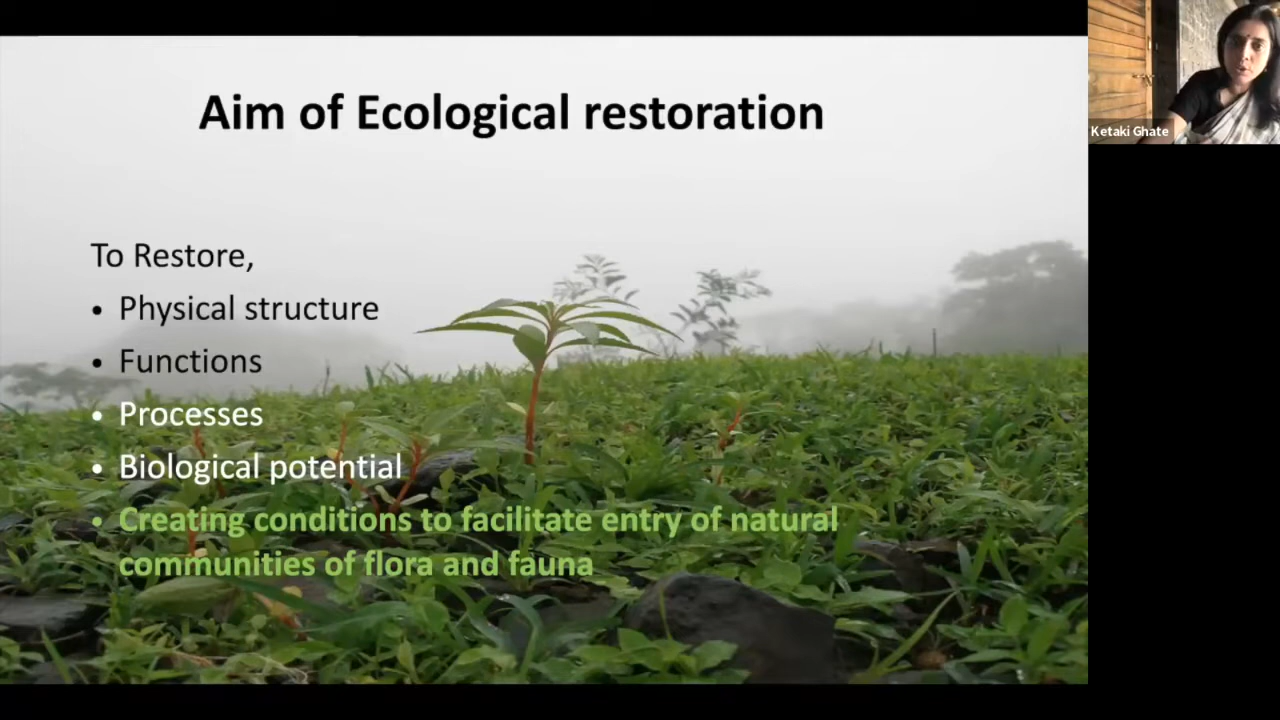 Aim of Ecological restoration
Ketaki Ghate
To Restore,
• Physical structure
• Functions
• Processes
• Biological potential
• Creating conditions to facilitate entry of natural
communities of flora and fauna